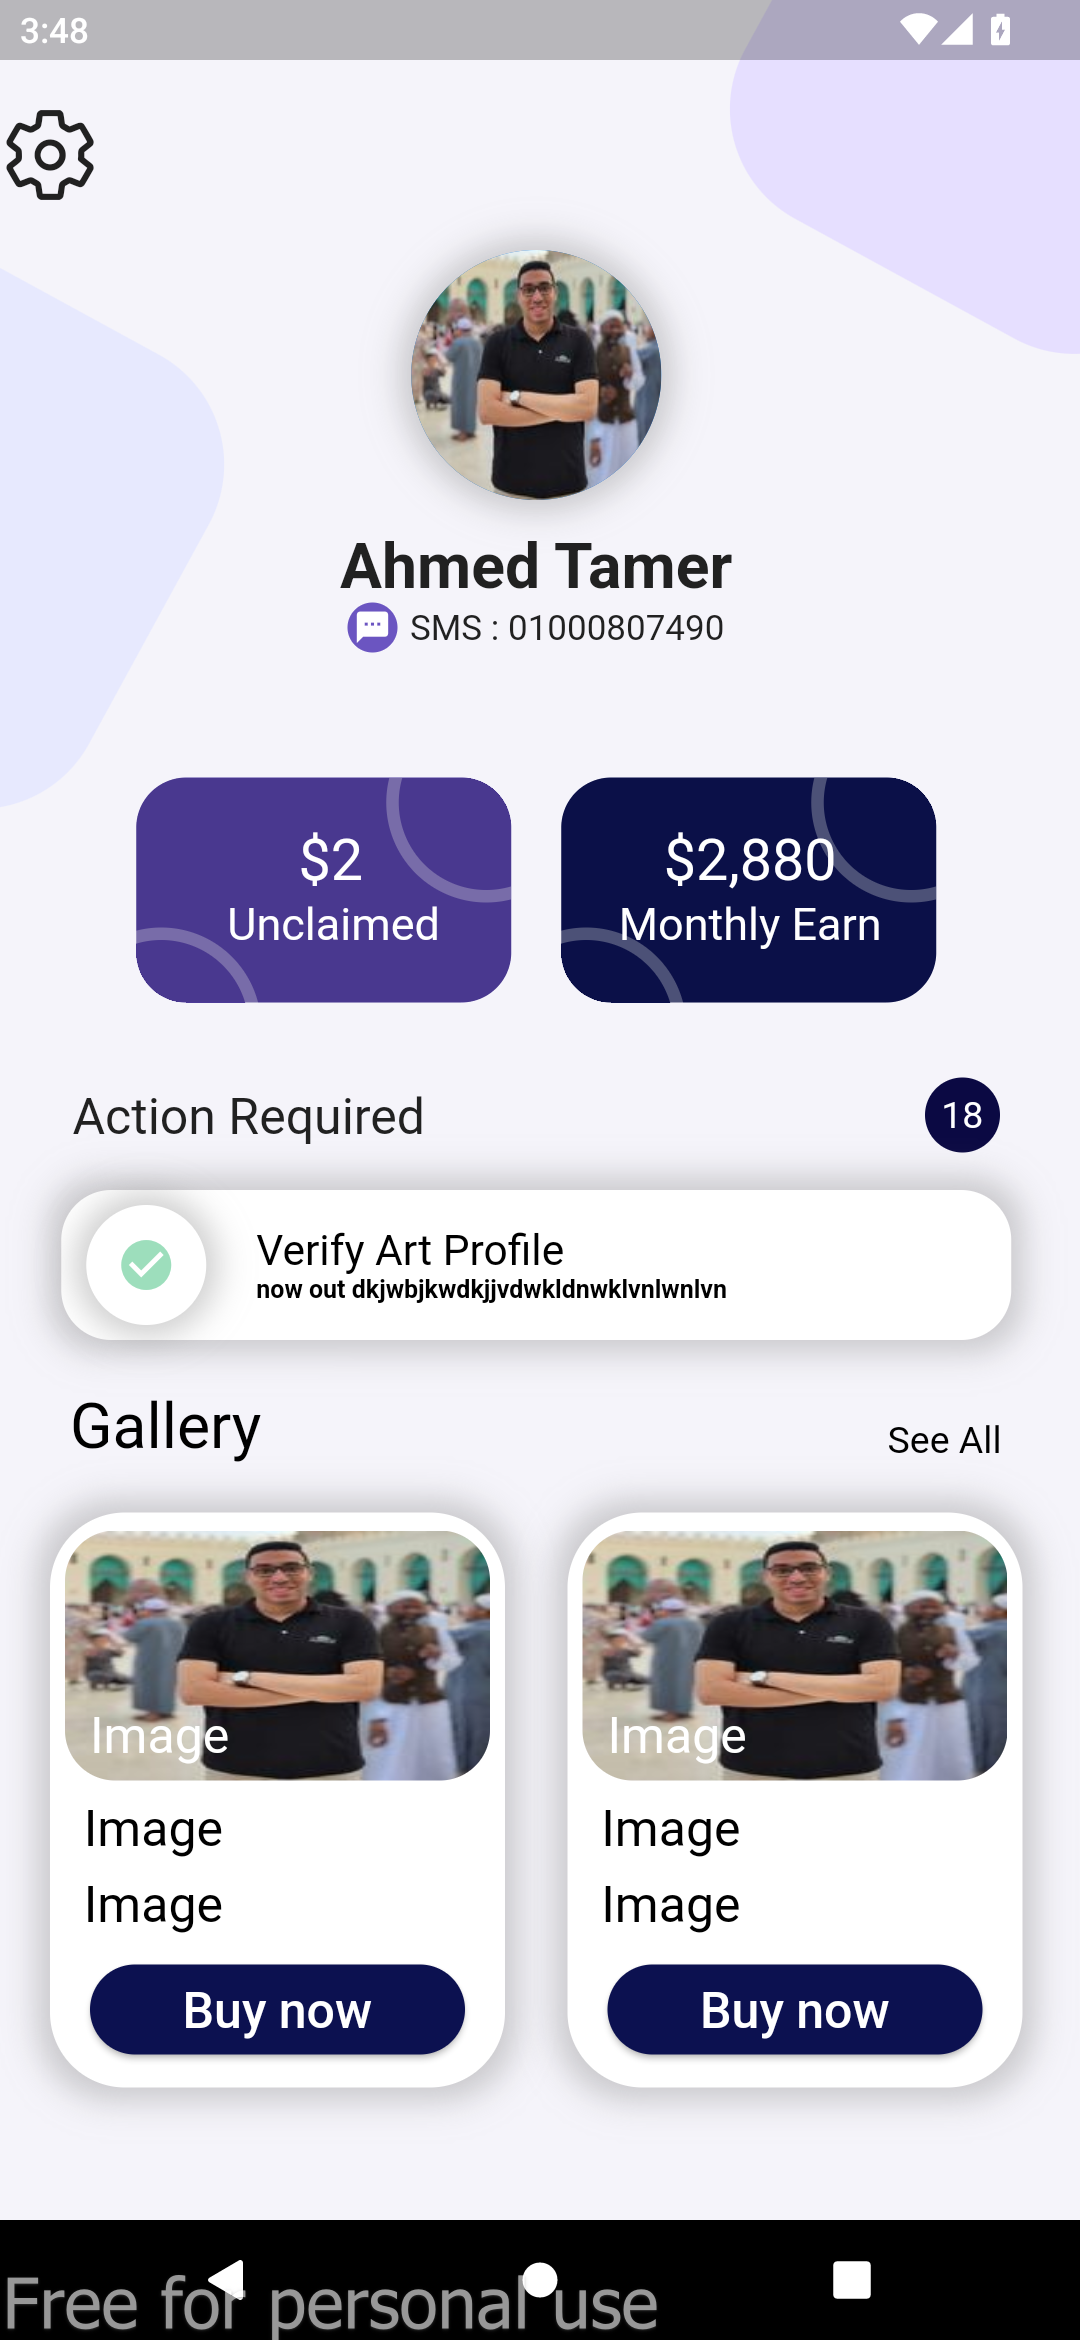 3:48
Ahmed Tamer
SMS : 01000807490
$2
Unclaimed
$2,880
Monthly Earn
Action Required
18
Verify Art Profile
now out dkjwbjkwdkjjvdwkldnwklvnlwnlvn
Gallery
See All
Image
Image
Image
Buy now
Image
Image
Image
Buy now
Free for personal use